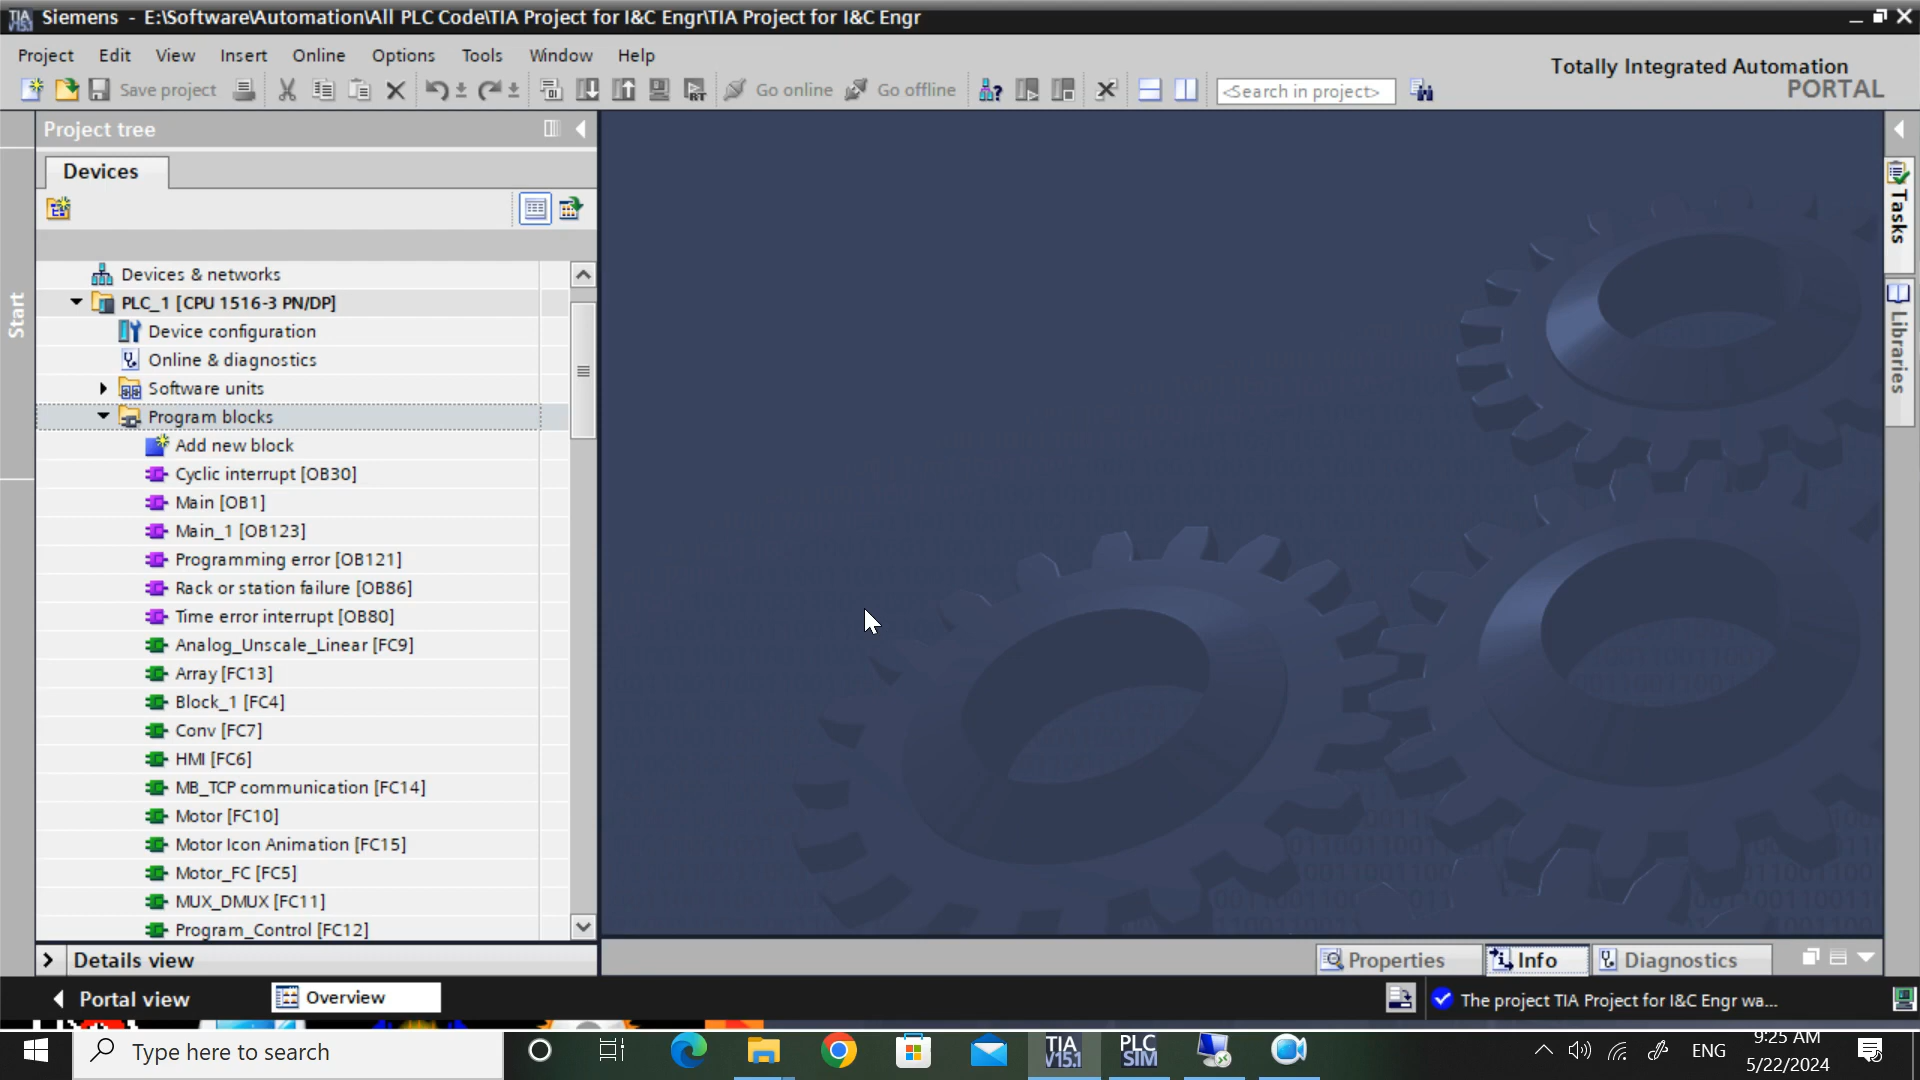 Siemens - E:\Software\Automation\All PLC Code\TIA Project for I&C Engr\TIA Project for I&C Engr
Project Edit View Insert Online Options Tools Window Help
Totally Integrated Automation
PORTAL
Save project
Go online
Go offline
<Search in project>
Project tree
Devices
Start
Devices & networks
PLC_1 [CPU 1516-3 PN/DP]
Device configuration
Online & diagnostics
Software units
Program blocks
Add new block
Cyclic interrupt [OB30]
Main [OB1]
Main_1 [OB123]
Programming error [OB121]
Rack or station failure [OB86]
Time error interrupt [OB80]
Analog_Unscale_Linear [FC9]
Array [FC13]
Block_1 [FC4]
Conv [FC7]
HMI [FC6]
MB_TCP communication [FC14]
Motor [FC10]
Motor Icon Animation [FC15]
Motor_FC [FC5]
MUX_DMUX [FC11]
Program_Control [FC12]
Tasks
Libraries
Details view
Properties
Info
Diagnostics
Portal view
Overview
The project TIA Project for I&C Engr wa...
Type here to search
TIA
V15.1
PLC
SIM
ENG
9:25 AM
5/22/2024